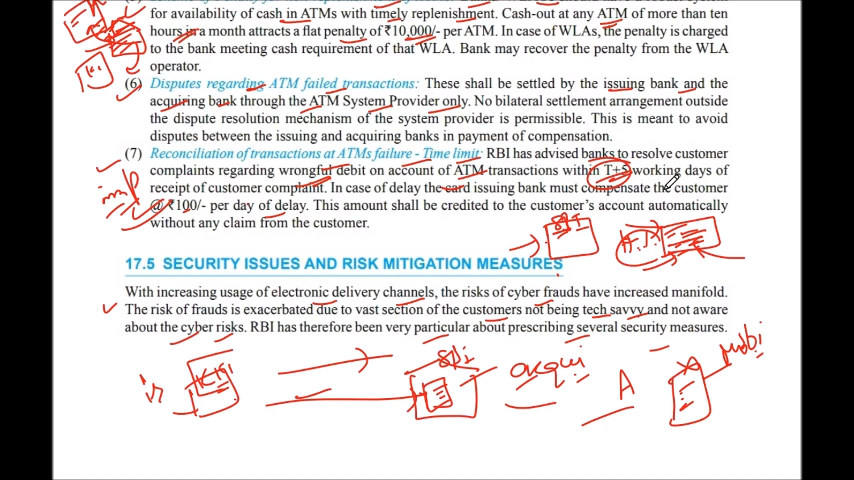 for availability of cash in ATMs with timely replenishment. Cash-out at any ATM of more than ten
hours in a month attracts a flat penalty of ₹10,000/- per ATM. In case of WLAs, the penalty is charged
to the bank meeting cash requirement of that WLA. Bank may recover the penalty from the WLA
operator.
(6) Disputes regarding ATM failed transactions: These shall be settled by the issuing bank and the
acquiring bank through the ATM System Provider only. No bilateral settlement arrangement outside
the dispute resolution mechanism of the system provider is permissible. This is meant to avoid
disputes between the issuing and acquiring banks in payment of compensation.
(7) Reconciliation of transactions at ATMs failure - Time limit: RBI has advised banks to resolve customer
complaints regarding wrongful debit on account of ATM transactions within T+5 working days of
receipt of customer complaint. In case of delay the card issuing bank must compensate the customer
imp
@ ₹100/- per day of delay. This amount shall be credited to the customer's account automatically
without any claim from the customer.
SBI
17.5 SECURITY ISSUES AND RISK MITIGATION MEASURES
With increasing usage of electronic delivery channels, the risks of cyber frauds have increased manifold.
The risk of frauds is exacerbated due to vast section of the customers not being tech savvy and not aware
about the cyber risks. RBI has therefore been very particular about prescribing several security measures.
SBI
acqui
A
mobi